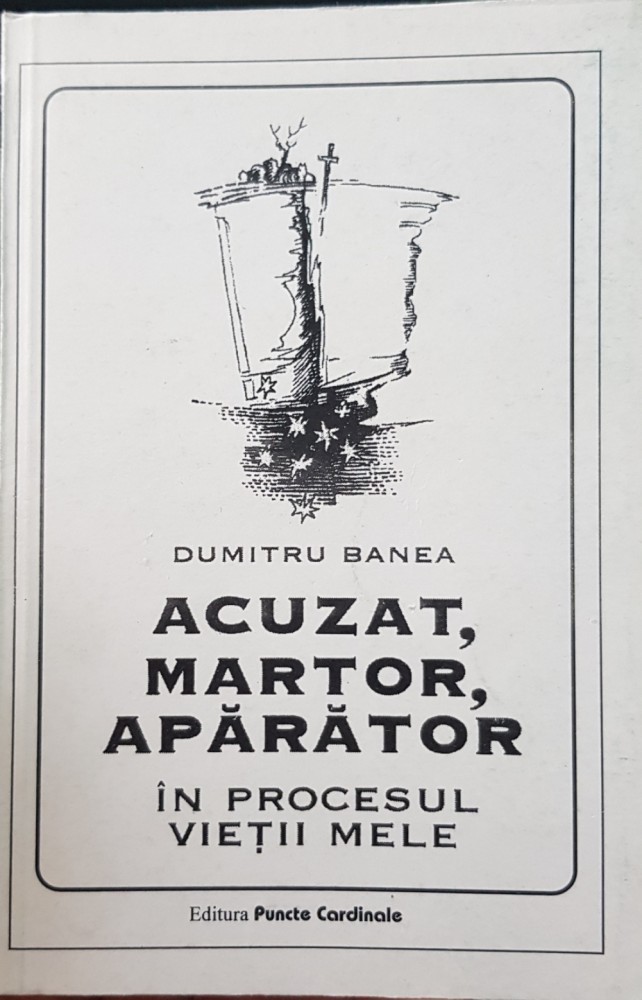 DUMITRU BANEA
ACUZAT,
MARTOR,
APĂRĂTOR
ÎN PROCESUL
VIEȚII MELE
Editura Puncte Cardinale